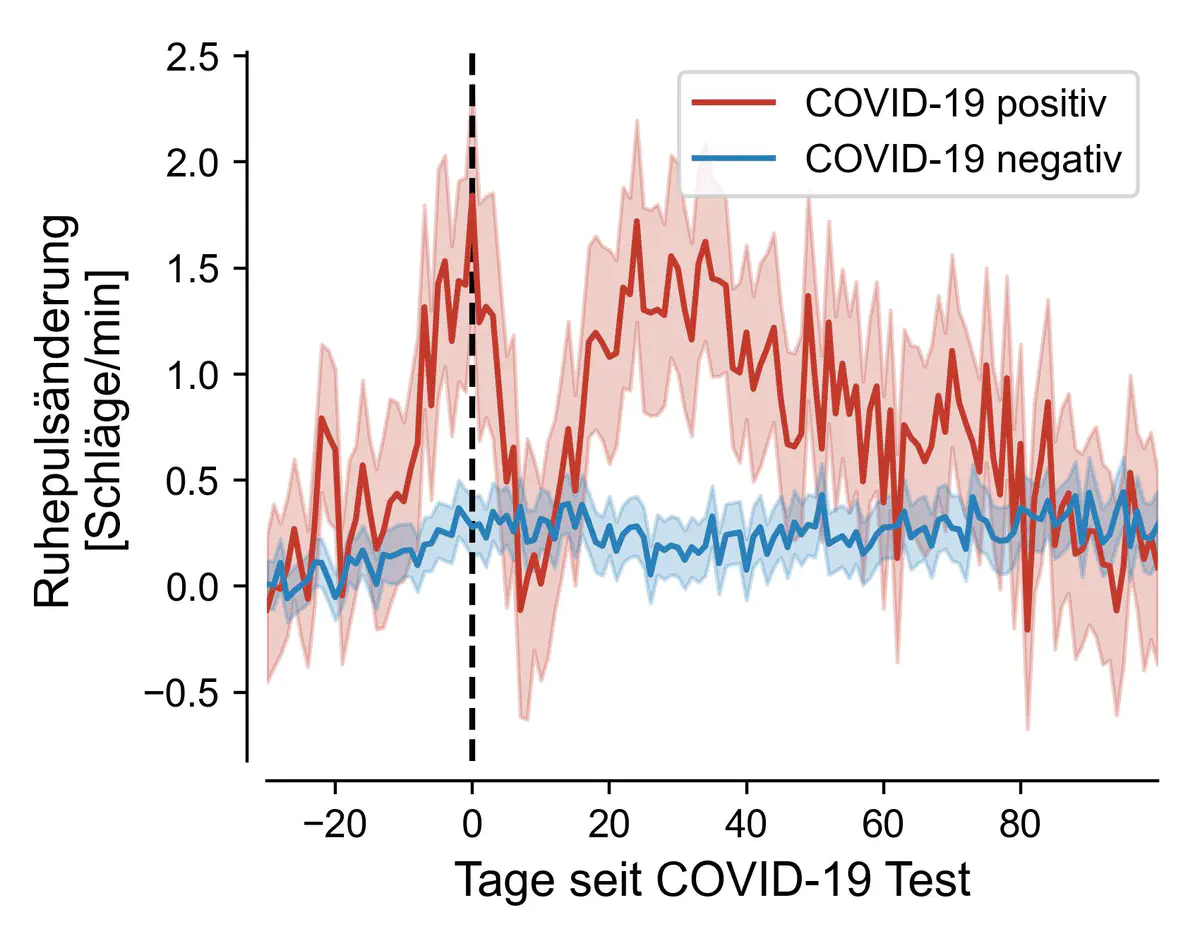 2.5
2.0
1.5
1.0
0.5
0.0
−0.5
Ruhepulsänderung
[Schläge/min]
COVID-19 positiv
COVID-19 negativ
−20 0 20 40 60 80
Tage seit COVID-19 Test